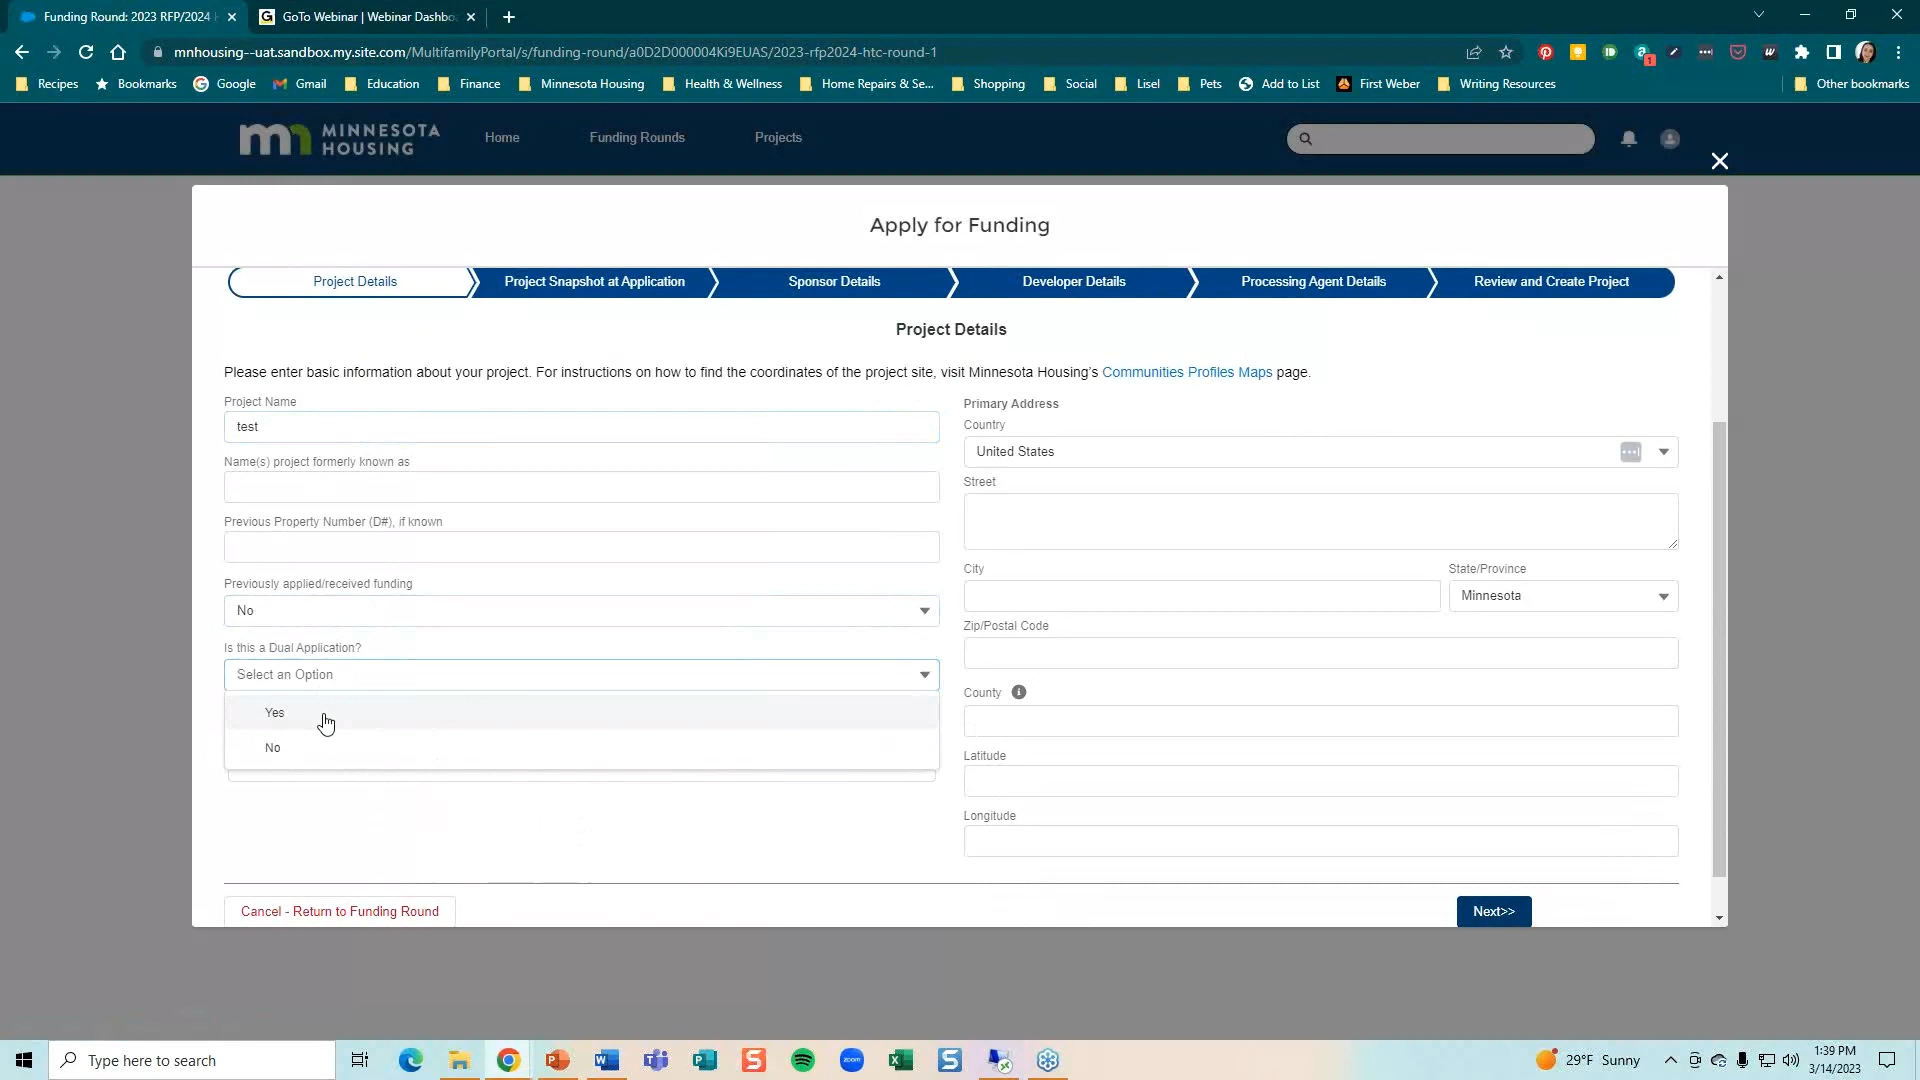 Funding Round: 2023 RFP/2024
GoTo Webinar | Webinar Dashbo
mnhousing--uat.sandbox.my.site.com/MultifamilyPortal/s/funding-round/a0D2D000004Ki9EUAS/2023-rfp2024-htc-round-1
Recipes Bookmarks Google Gmail Education Finance Minnesota Housing Health & Wellness Home Repairs & Se... Shopping Social Lisel Pets Add to List First Weber Writing Resources Other bookmarks
MINNESOTA
HOUSING
Home Funding Rounds Projects
Apply for Funding
Project Details Project Snapshot at Application Sponsor Details Developer Details Processing Agent Details Review and Create Project
Project Details
Please enter basic information about your project. For instructions on how to find the coordinates of the project site, visit Minnesota Housing's Communities Profiles Maps page.
Project Name
test
Name(s) project formerly known as
Previous Property Number (D#), if known
Previously applied/received funding
No
Is this a Dual Application?
Select an Option
Yes
No
Primary Address
Country
United States
Street
City
State/Province
Minnesota
Zip/Postal Code
County
Latitude
Longitude
Cancel - Return to Funding Round
Next>>
Type here to search
29°F Sunny
1:39 PM
3/14/2023